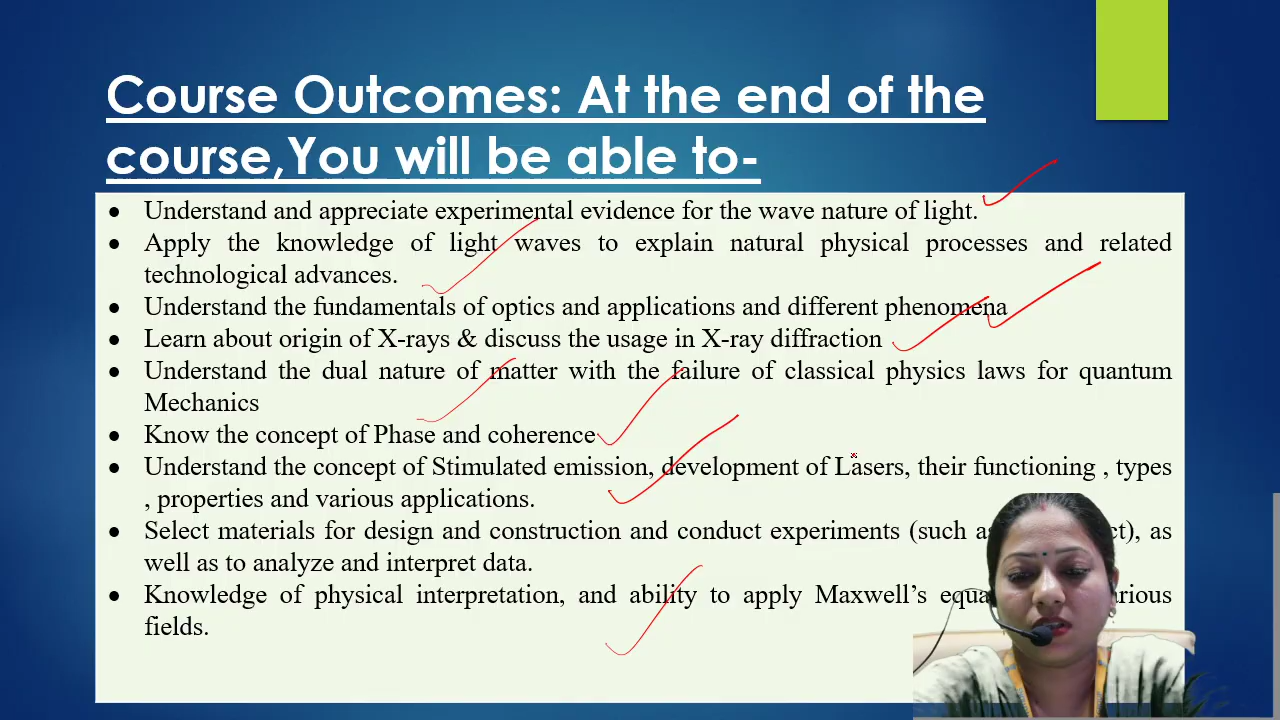 Course Outcomes: At the end of the
course,You will be able to-
• Understand and appreciate experimental evidence for the wave nature of light.
• Apply the knowledge of light waves to explain natural physical processes and related
technological advances.
• Understand the fundamentals of optics and applications and different phenomena
• Learn about origin of X-rays & discuss the usage in X-ray diffraction
• Understand the dual nature of matter with the failure of classical physics laws for quantum
Mechanics
• Know the concept of Phase and coherence
• Understand the concept of Stimulated emission, development of Lasers, their functioning , types
, properties and various applications.
• Select materials for design and construction and conduct experiments (such as ct), as
well as to analyze and interpret data.
• Knowledge of physical interpretation, and ability to apply Maxwell's
fields.